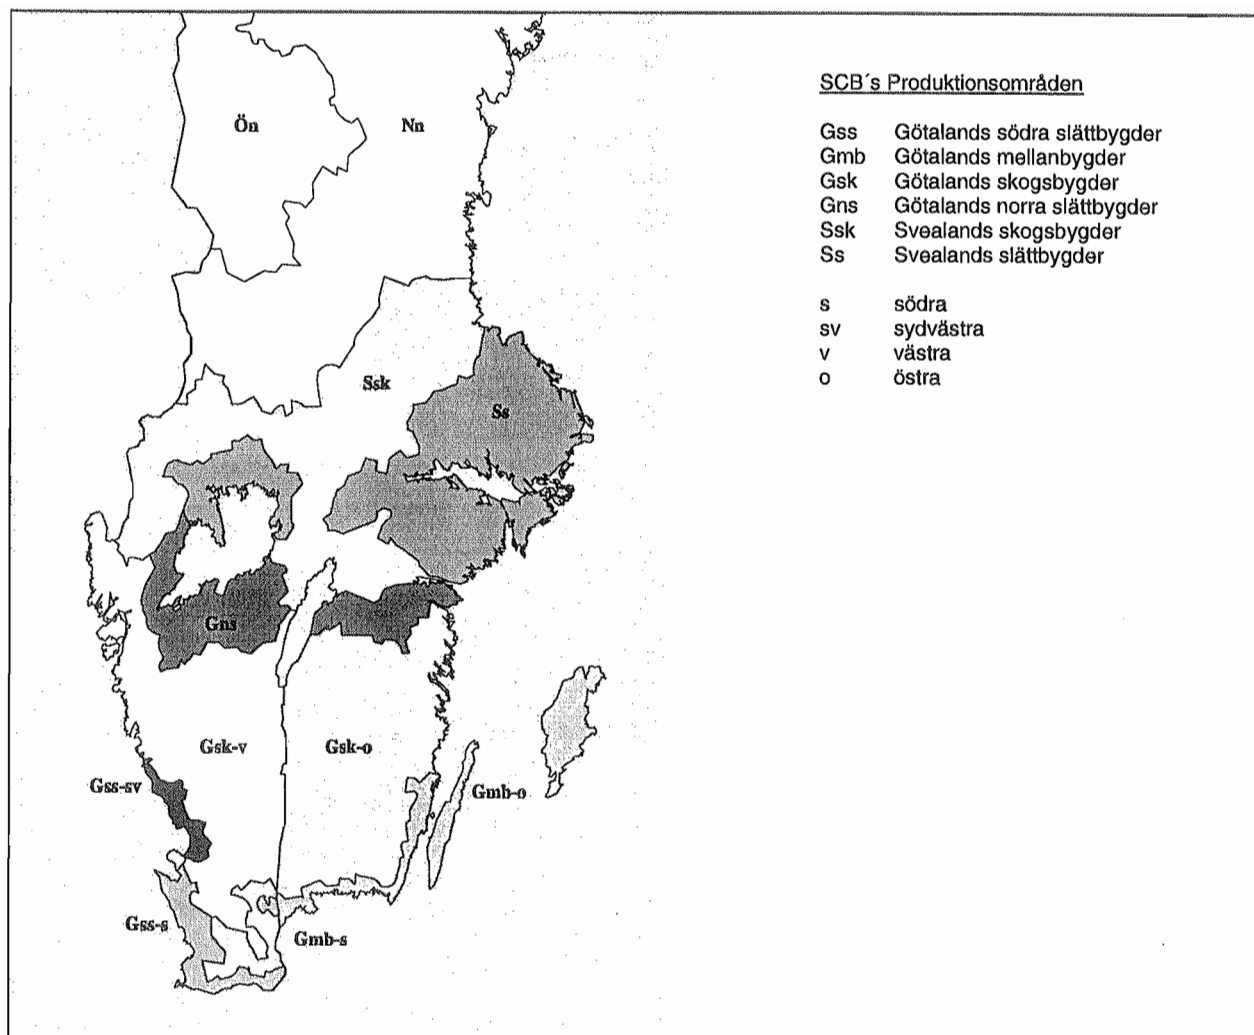 SCB´s Produktionsområden
Gss Götalands södra slättbygder
Gmb Götalands mellanbygder
Gsk Götalands skogsbygder
Gns Götalands norra slättbygder
Ssk Svealands skogsbygder
Ss Svealands slättbygder
s södra
sv sydvästra
v västra
o östra
Ön
Nn
Ssk
Ss
Gns
Gsk-v
Gsk-o
Gss-sv
Gmb-o
Gss-s
Gmb-s